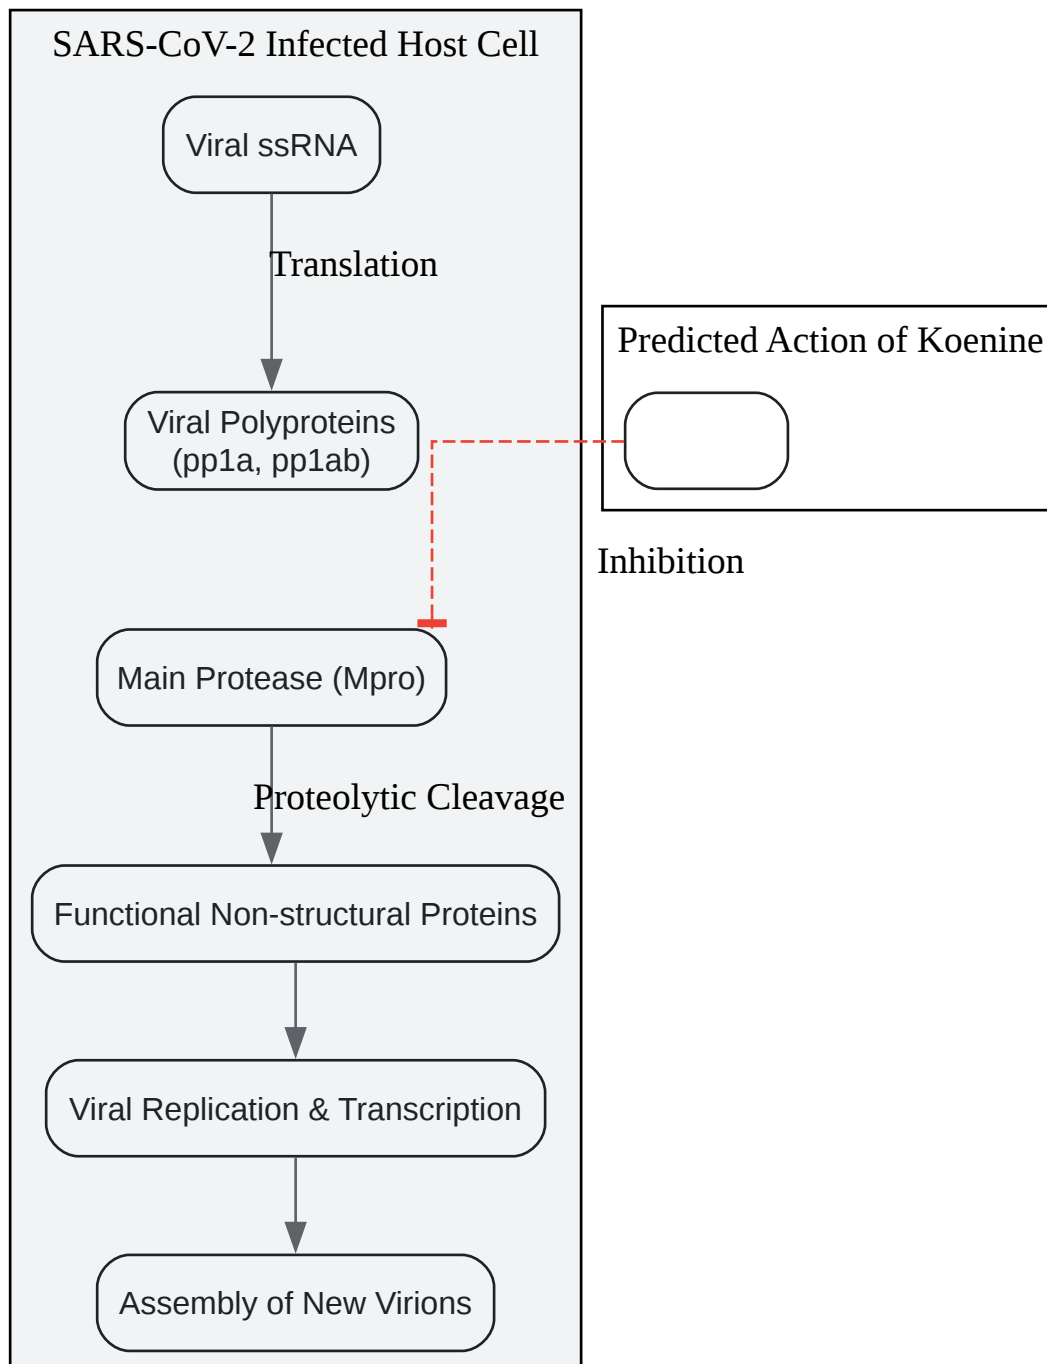 SARS-CoV-2 Infected Host Cell
Viral ssRNA
Translation
Viral Polyproteins
(pp1a, pp1ab)
Predicted Action of Koenine
Inhibition
Main Protease (Mpro)
Proteolytic Cleavage
Functional Non-structural Proteins
Viral Replication & Transcription
Assembly of New Virions